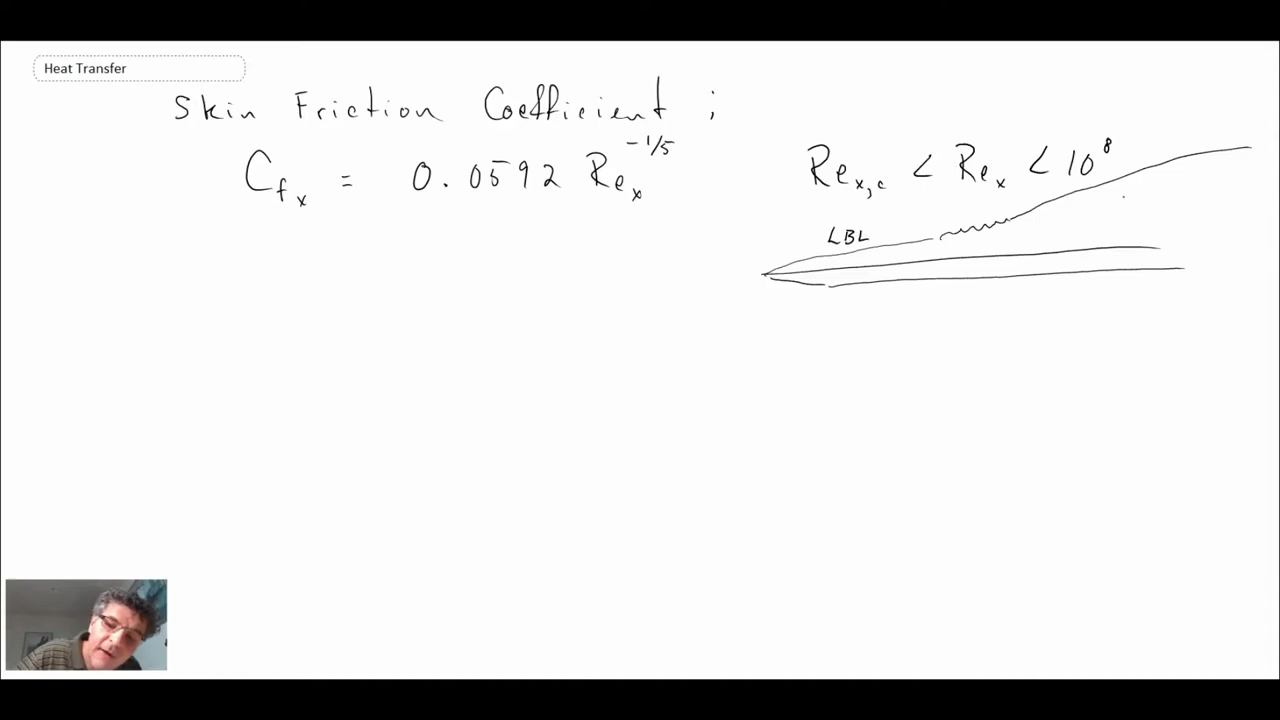 Heat Transfer
Skin Friction Coefficient ;
C_{f_x} = 0.0592 Re_x^{-1/5}
Re_{x,c} < Re_x < 10^8
LBL